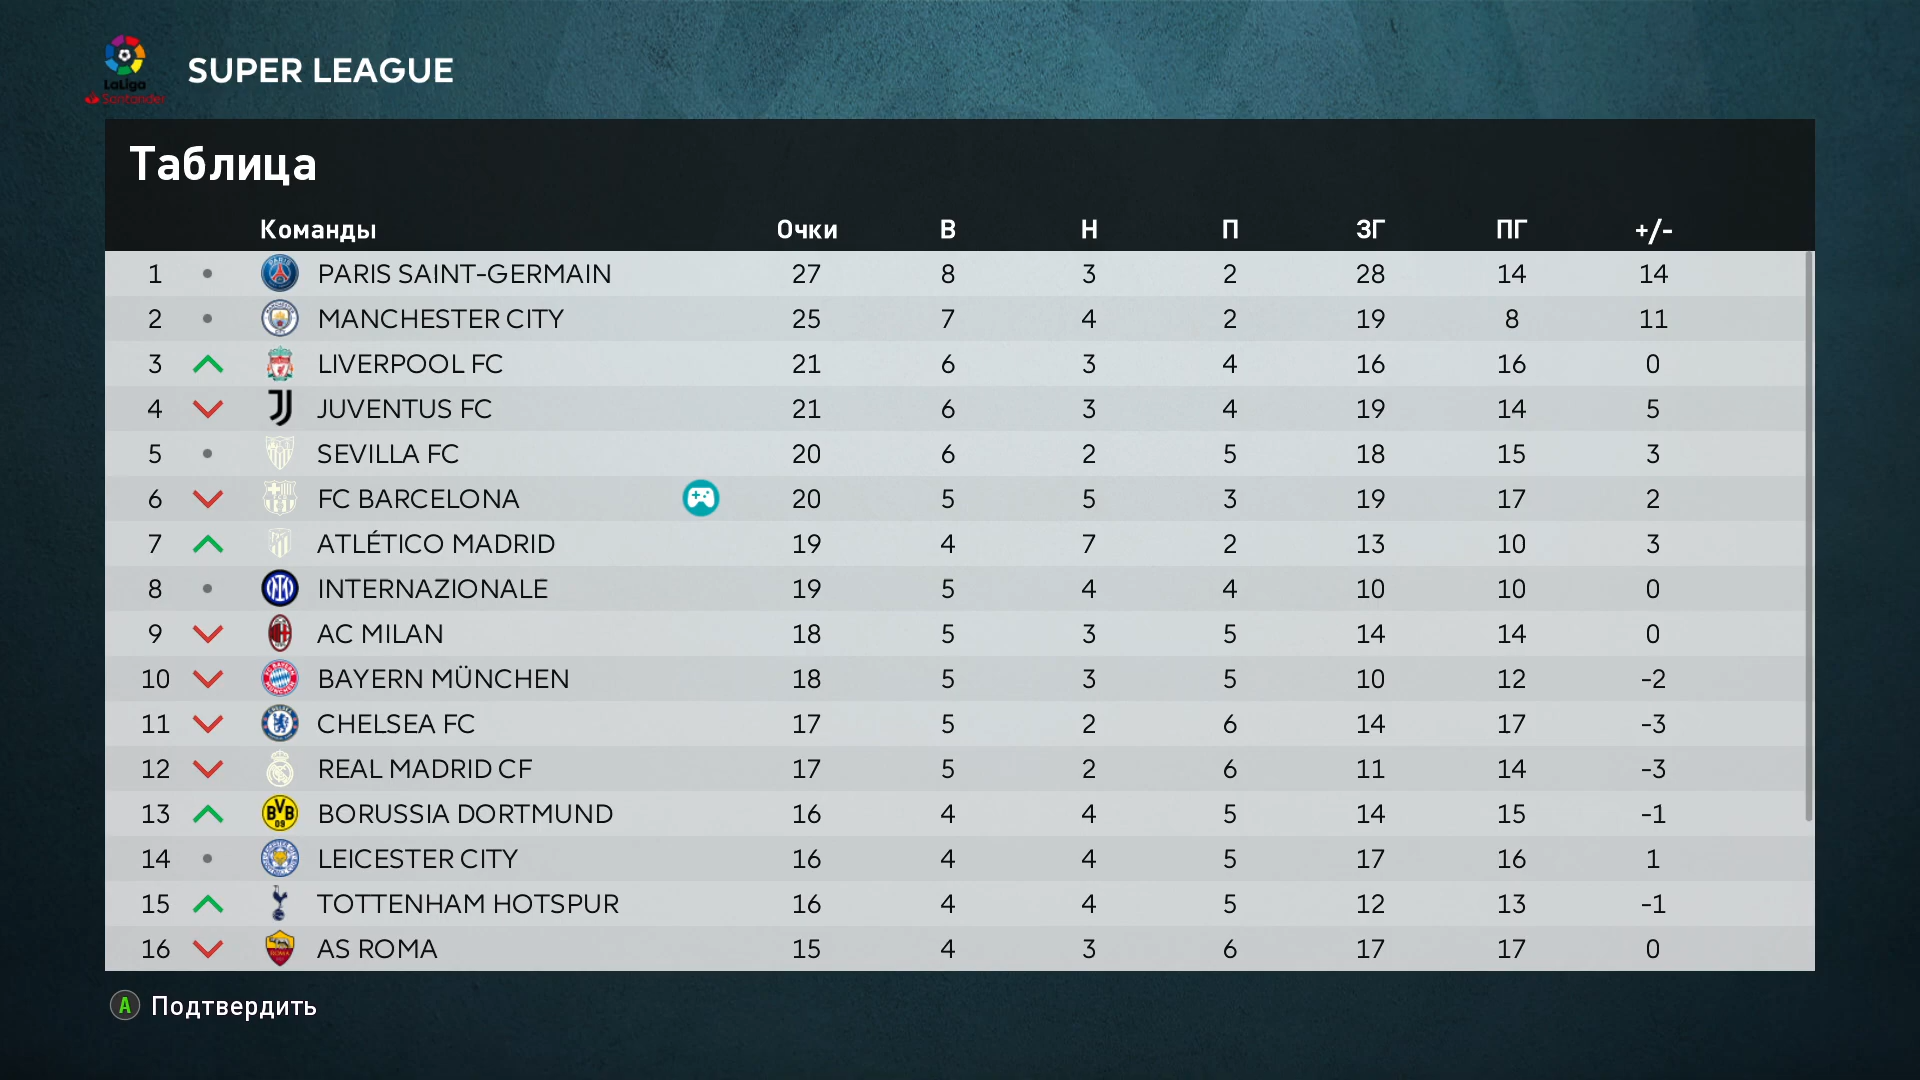 LaLiga
Santander
SUPER LEAGUE
Таблица
Команды Очки В Н П ЗГ ПГ +/-
1 PARIS SAINT-GERMAIN 27 8 3 2 28 14 14
2 MANCHESTER CITY 25 7 4 2 19 8 11
3 LIVERPOOL FC 21 6 3 4 16 16 0
4 JUVENTUS FC 21 6 3 4 19 14 5
5 SEVILLA FC 20 6 2 5 18 15 3
6 FC BARCELONA 20 5 5 3 19 17 2
7 ATLÉTICO MADRID 19 4 7 2 13 10 3
8 INTERNAZIONALE 19 5 4 4 10 10 0
9 AC MILAN 18 5 3 5 14 14 0
10 BAYERN MÜNCHEN 18 5 3 5 10 12 -2
11 CHELSEA FC 17 5 2 6 14 17 -3
12 REAL MADRID CF 17 5 2 6 11 14 -3
13 BVB 09 BORUSSIA DORTMUND 16 4 4 5 14 15 -1
14 LEICESTER CITY 16 4 4 5 17 16 1
15 TOTTENHAM HOTSPUR 16 4 4 5 12 13 -1
16 AS ROMA 15 4 3 6 17 17 0
A Подтвердить